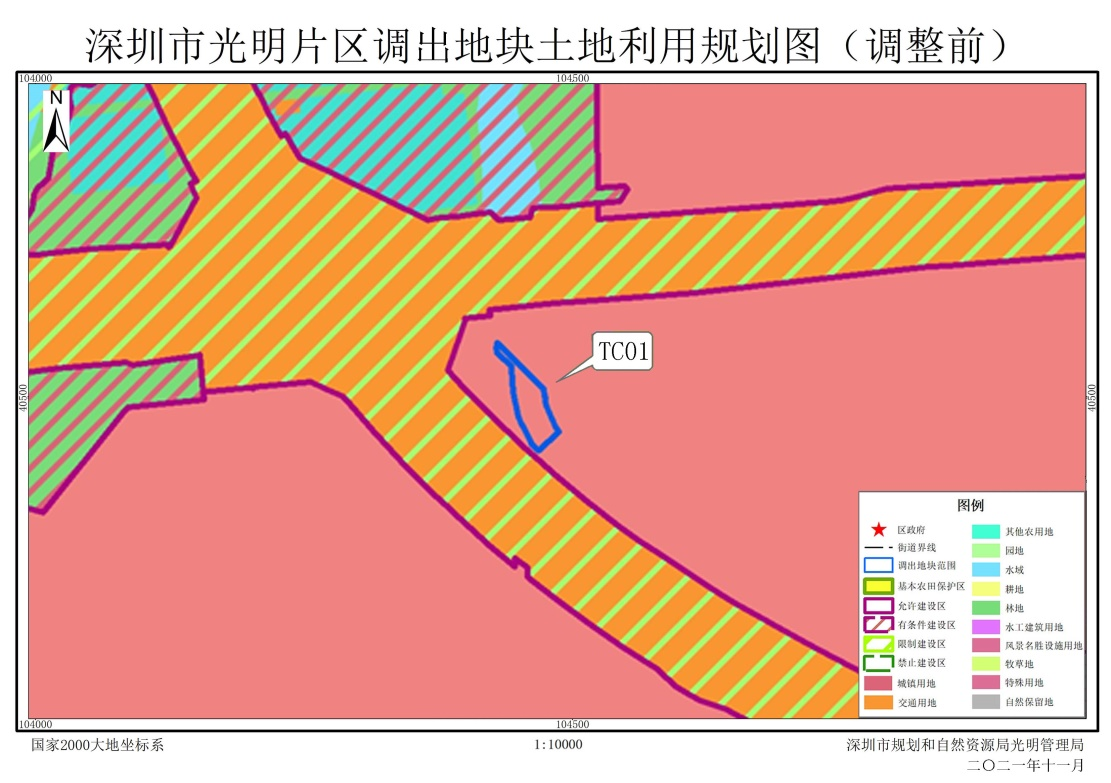 深圳市光明片区调出地块土地利用规划图（调整前）
104000
104500
N
TC01
40500
40500
图例
区政府
街道界线
调出地块范围
基本农田保护区
允许建设区
有条件建设区
限制建设区
禁止建设区
城镇用地
交通用地
其他农用地
园地
水域
耕地
林地
水工建筑用地
风景名胜设施用地
牧草地
特殊用地
自然保留地
104000
104500
国家2000大地坐标系
1:10000
深圳市规划和自然资源局光明管理局
二〇二一年十一月